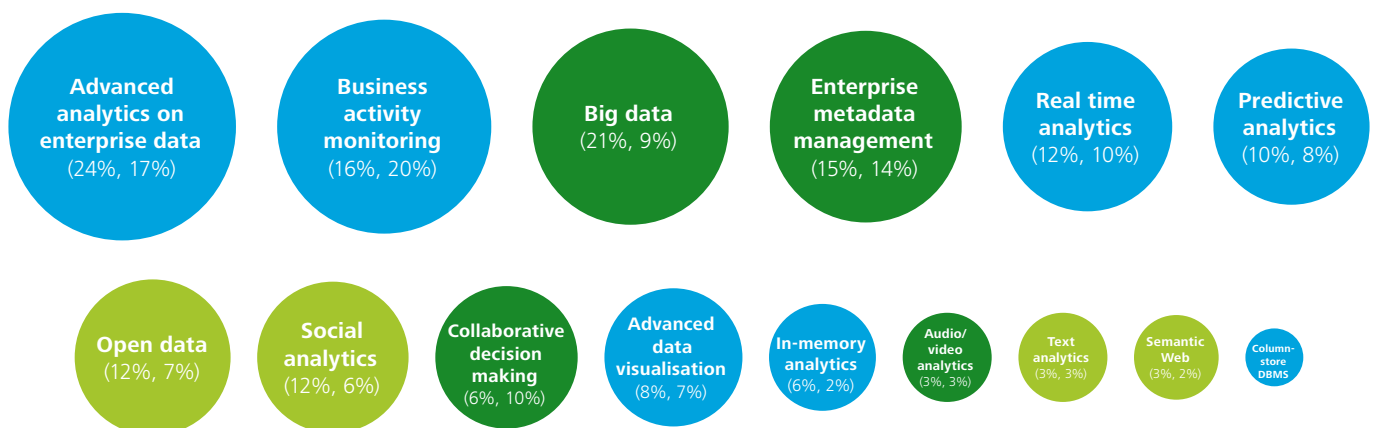 Advanced
analytics on
enterprise data
(24%, 17%)
Business
activity
monitoring
(16%, 20%)
Big data
(21%, 9%)
Enterprise
metadata
management
(15%, 14%)
Real time
analytics
(12%, 10%)
Predictive
analytics
(10%, 8%)
Open data
(12%, 7%)
Social
analytics
(12%, 6%)
Collaborative
decision
making
(6%, 10%)
Advanced
data
visualisation
(8%, 7%)
In-memory
analytics
(6%, 2%)
Audio/
video
analytics
(3%, 3%)
Text
analytics
(3%, 3%)
Semantic
Web
(3%, 2%)
Column-
store
DBMS